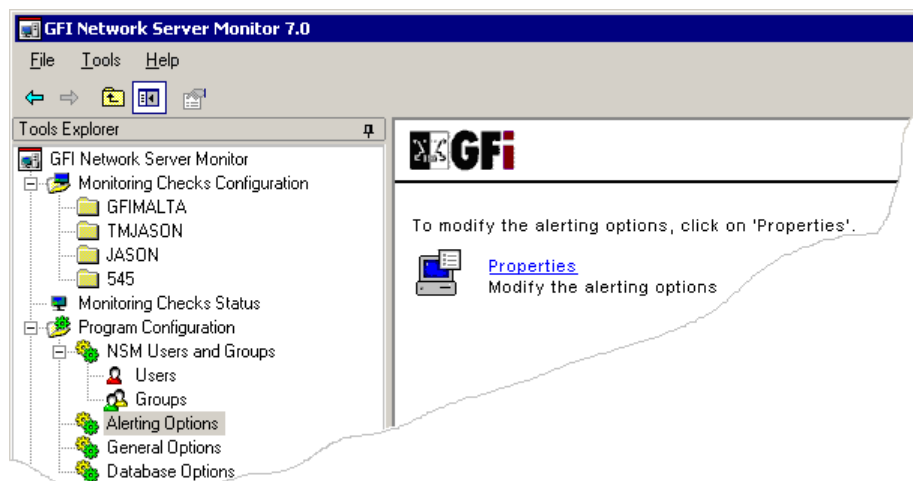 GFI Network Server Monitor 7.0
File Tools Help
Tools Explorer
GFI
GFI Network Server Monitor
Monitoring Checks Configuration
GFIMALTA
TMJASON
JASON
545
Monitoring Checks Status
Program Configuration
NSM Users and Groups
Users
Groups
Alerting Options
General Options
Database Options
To modify the alerting options, click on 'Properties'.
Properties
Modify the alerting options